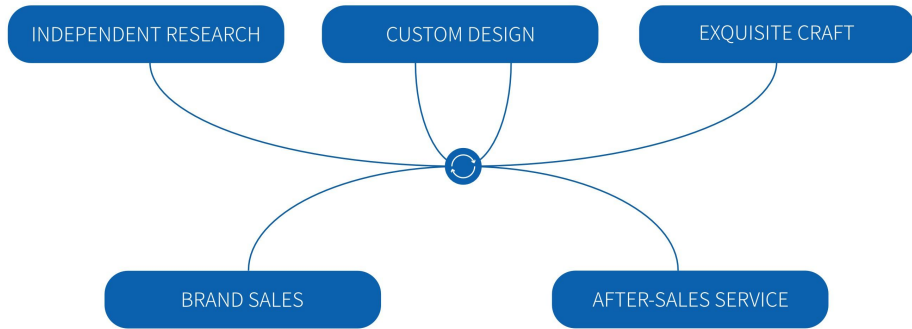 INDEPENDENT RESEARCH
CUSTOM DESIGN
EXQUISITE CRAFT
BRAND SALES
AFTER-SALES SERVICE